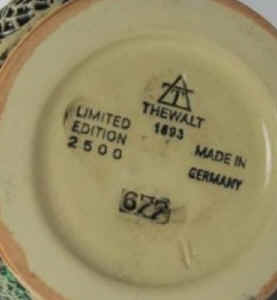 THEWALT
1893
LIMITED
EDITION
2500
MADE IN
GERMANY
672